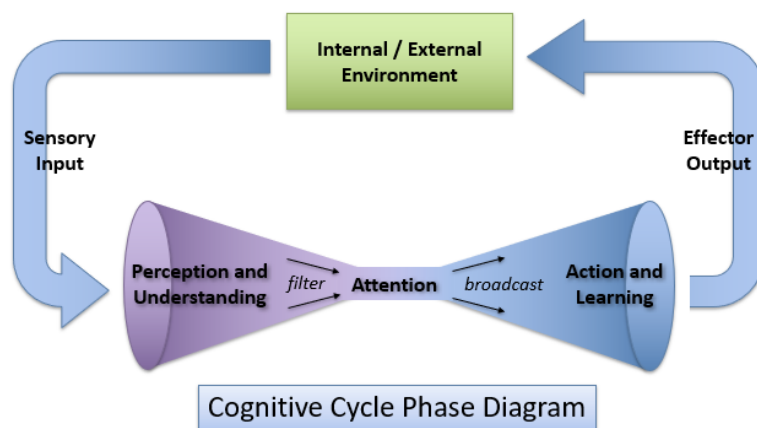 Internal / External
Environment
Sensory
Input
Effector
Output
Perception and
Understanding
filter
Attention
broadcast
Action and
Learning
Cognitive Cycle Phase Diagram